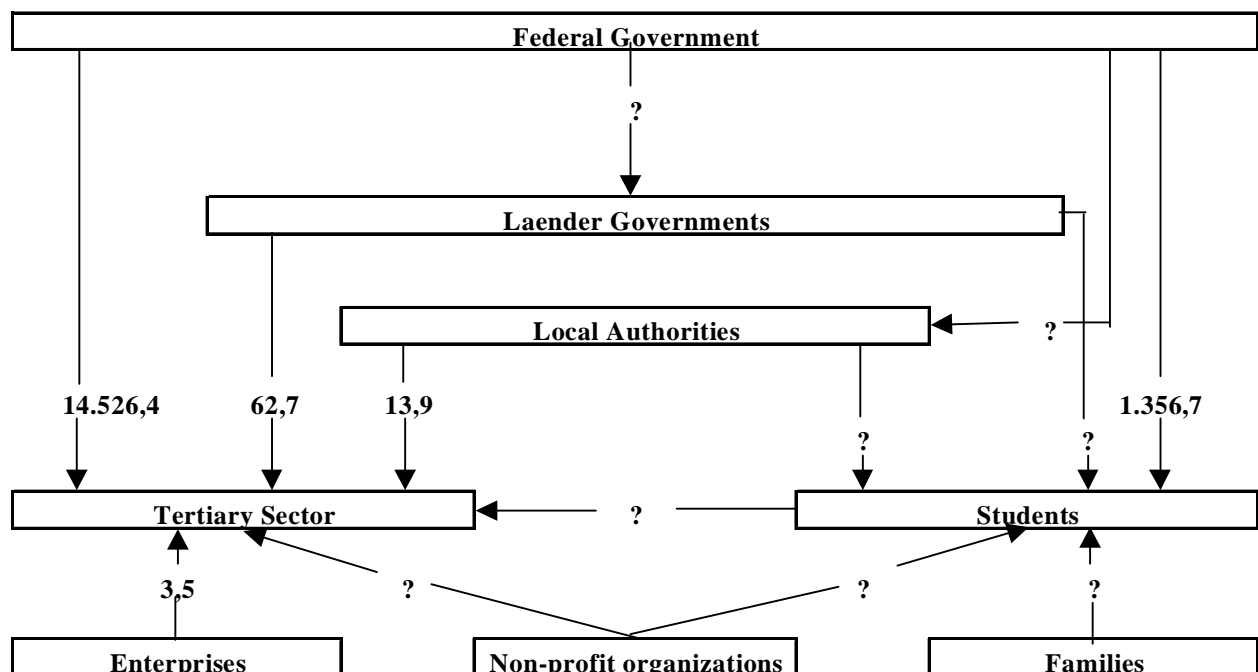 Federal Government
?
Laender Governments
Local Authorities
?
14.526,4 62,7 13,9 1.356,7
? ?
Tertiary Sector ? Students
3,5 ? ? ?
Enterprises Non-profit organizations Families